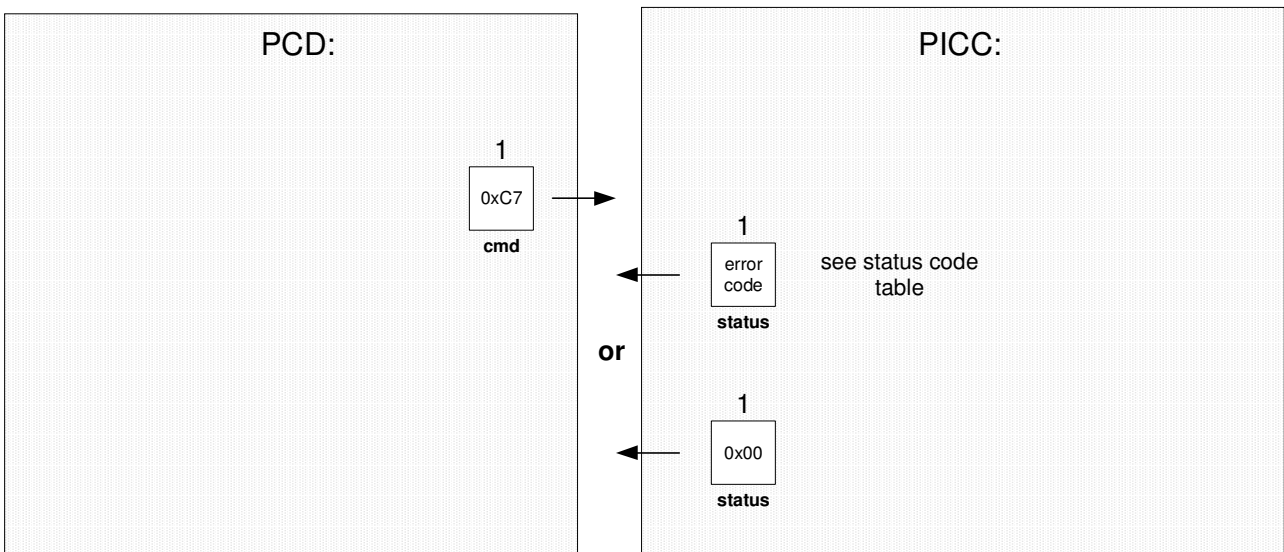 PCD:
PICC:
1
0xC7
cmd
1
error
code
status
see status code
table
or
1
0x00
status